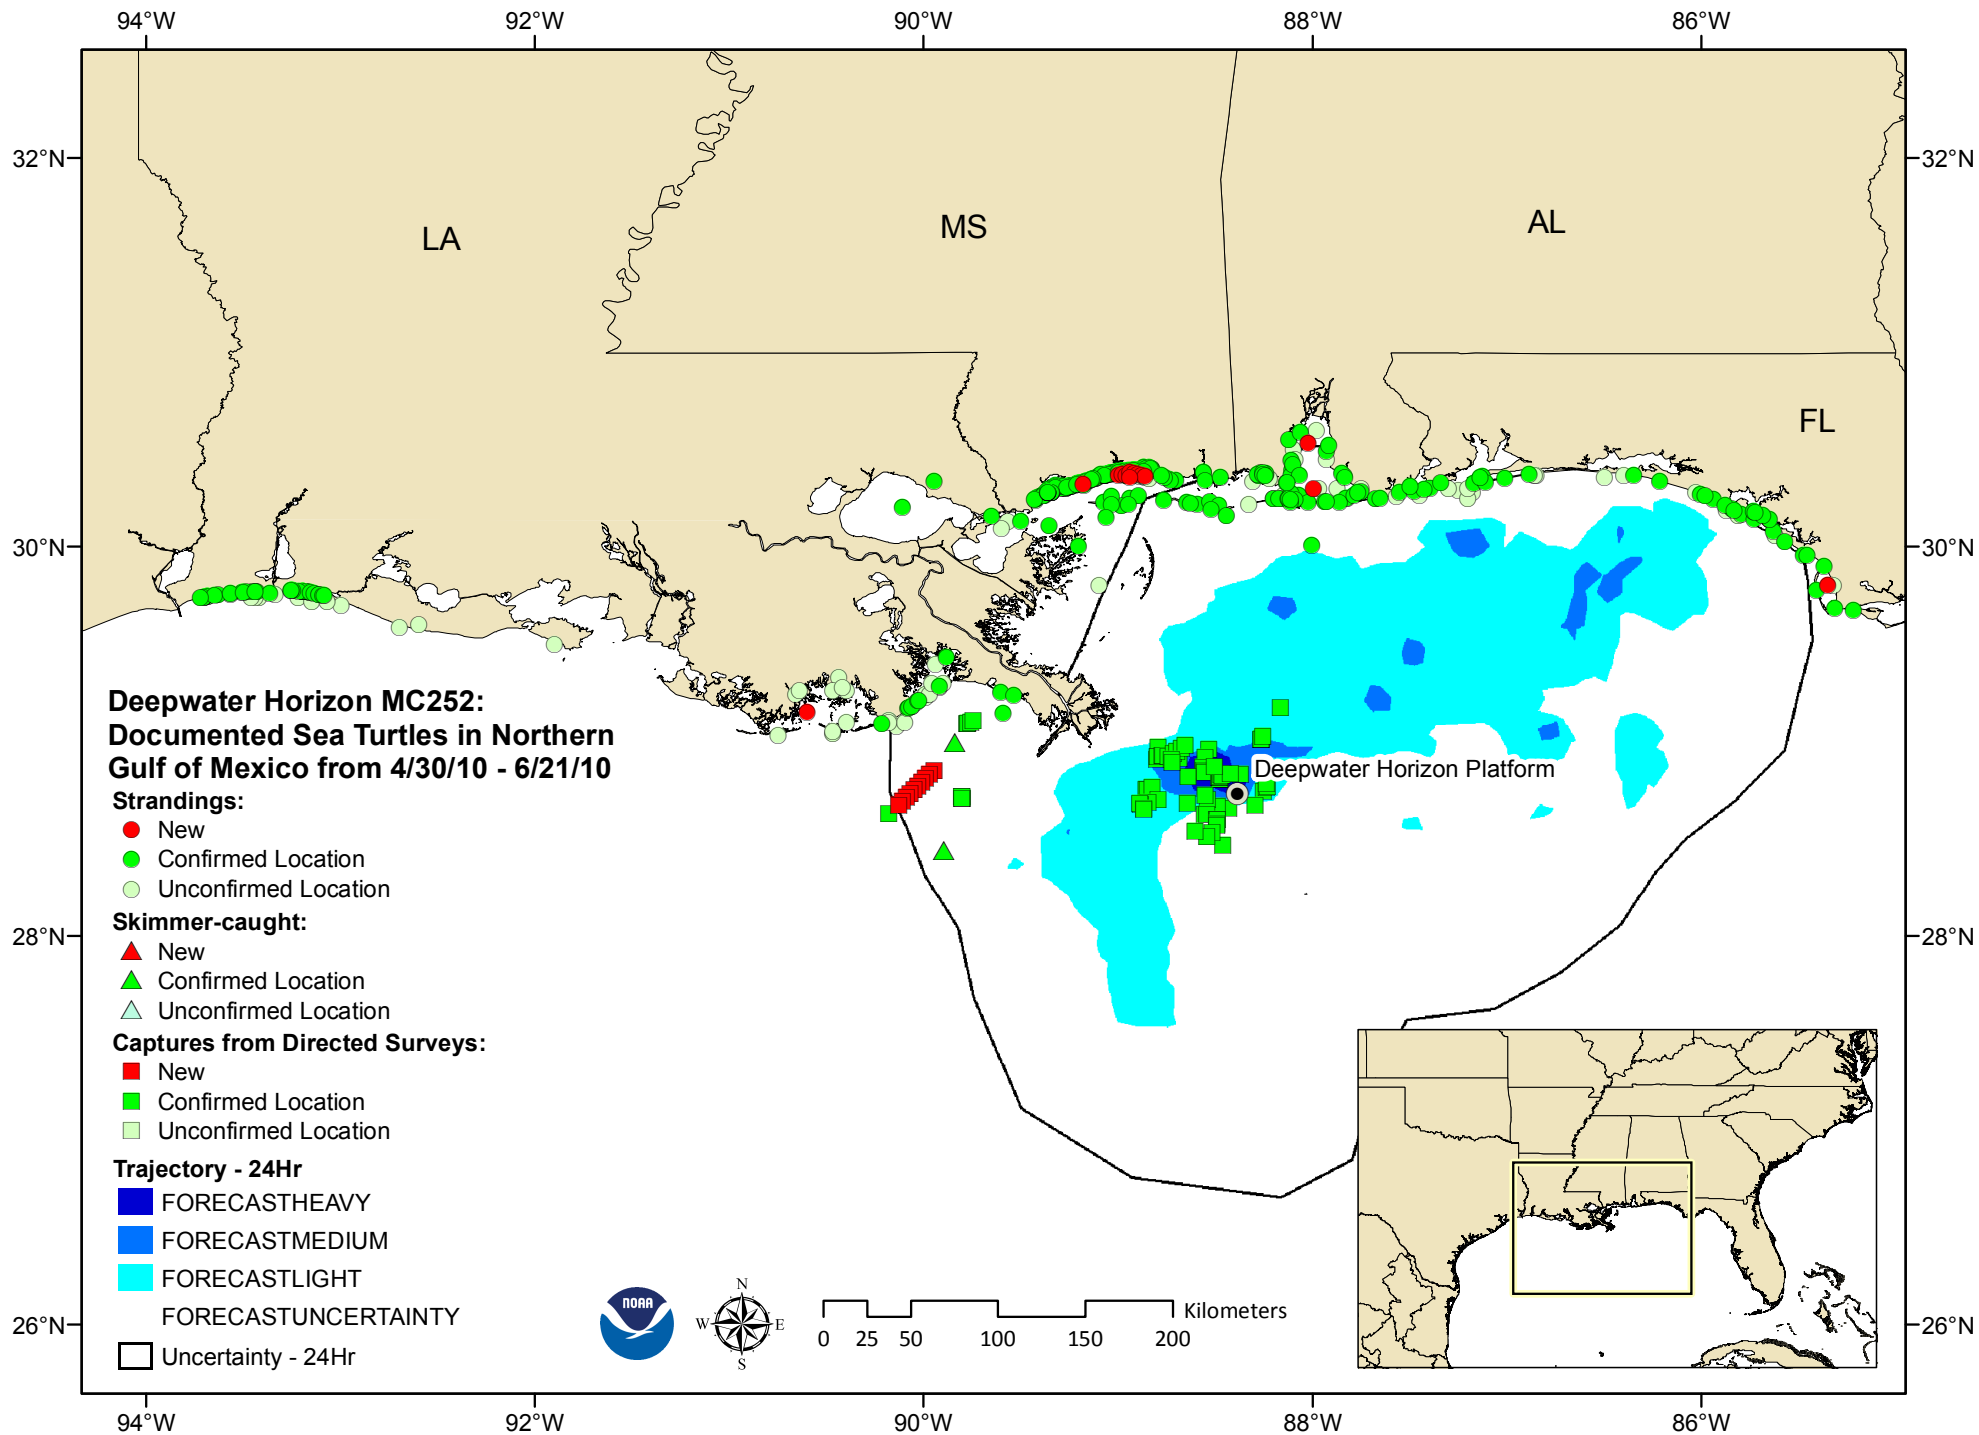 94°W 92°W 90°W 88°W 86°W
32°N 32°N
LA MS AL
FL
30°N 30°N
Deepwater Horizon MC252:
Documented Sea Turtles in Northern
Gulf of Mexico from 4/30/10 - 6/21/10
Deepwater Horizon Platform
Strandings:
New
Confirmed Location
Unconfirmed Location
Skimmer-caught:
28°N 28°N
New
Confirmed Location
Unconfirmed Location
Captures from Directed Surveys:
New
Confirmed Location
Unconfirmed Location
Trajectory - 24Hr
FORECASTHEAVY
FORECASTMEDIUM
FORECASTLIGHT
FORECASTUNCERTAINTY
Uncertainty - 24Hr
NOAA
N
W E
S
Kilometers
0 25 50 100 150 200
26°N 26°N
94°W 92°W 90°W 88°W 86°W